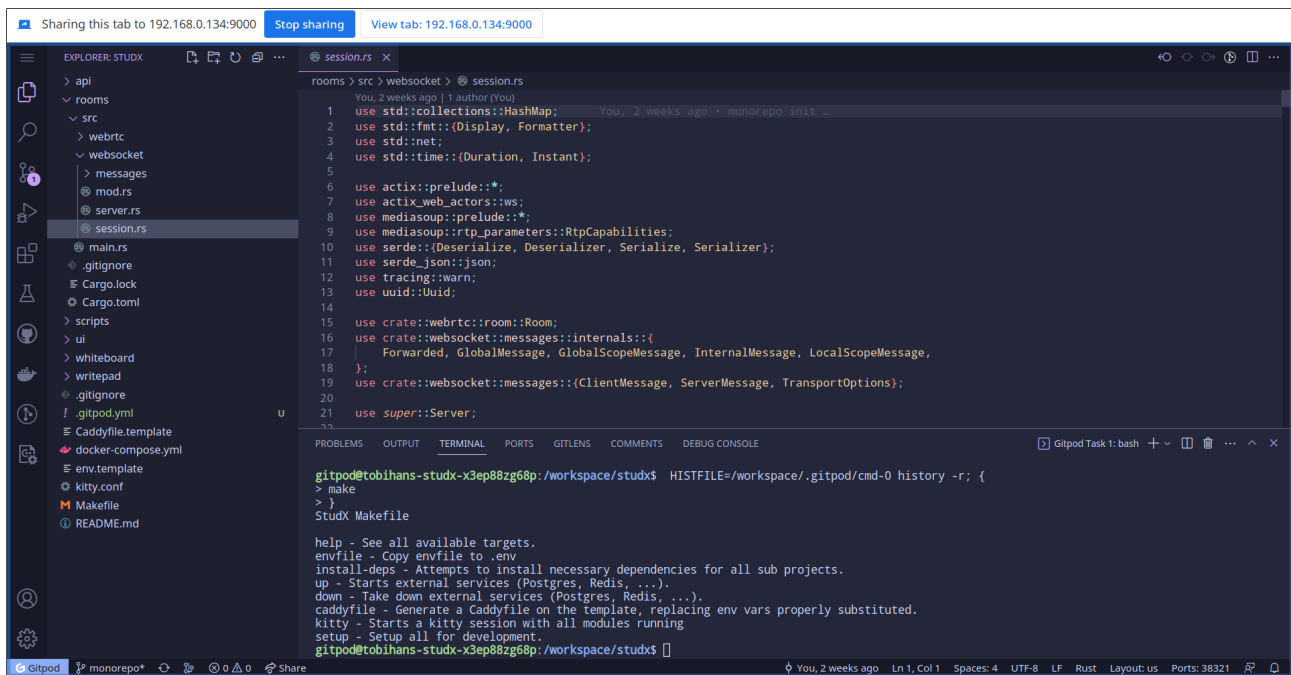 Sharing this tab to 192.168.0.134:9000 Stop sharing View tab: 192.168.0.134:9000
EXPLORER: STUDX
api
rooms
src
webrtc
websocket
messages
mod.rs
server.rs
session.rs
main.rs
.gitignore
Cargo.lock
Cargo.toml
scripts
ui
whiteboard
writepad
.gitignore
.gitpod.yml U
Caddyfile.template
docker-compose.yml
env.template
kitty.conf
Makefile
README.md
1
session.rs
rooms > src > websocket > session.rs
You, 2 weeks ago | 1 author (You)
1 use std::collections::HashMap; You, 2 weeks ago • monorepo init …
2 use std::fmt::{Display, Formatter};
3 use std::net;
4 use std::time::{Duration, Instant};
5
6 use actix::prelude::*;
7 use actix_web_actors::ws;
8 use mediasoup::prelude::*;
9 use mediasoup::rtp_parameters::RtpCapabilities;
10 use serde::{Deserialize, Deserializer, Serialize, Serializer};
11 use serde_json::json;
12 use tracing::warn;
13 use uuid::Uuid;
14
15 use crate::webrtc::room::Room;
16 use crate::websocket::messages::internals::{
17 Forwarded, GlobalMessage, GlobalScopeMessage, InternalMessage, LocalScopeMessage,
18 };
19 use crate::websocket::messages::{ClientMessage, ServerMessage, TransportOptions};
20
21 use super::Server;
22
PROBLEMS OUTPUT TERMINAL PORTS GITLENS COMMENTS DEBUG CONSOLE Gitpod Task 1: bash
gitpod@tobihans-studx-x3ep88zg68p:/workspace/studx$ HISTFILE=/workspace/.gitpod/cmd-0 history -r; {
> make
> }
StudX Makefile
help - See all available targets.
envfile - Copy envfile to .env
install-deps - Attempts to install necessary dependencies for all sub projects.
up - Starts external services (Postgres, Redis, ...).
down - Take down external services (Postgres, Redis, ...).
caddyfile - Generate a Caddyfile on the template, replacing env vars properly substituted.
kitty - Starts a kitty session with all modules running
setup - Setup all for development.
gitpod@tobihans-studx-x3ep88zg68p:/workspace/studx$
Gitpod monorepo* 0 0 Share You, 2 weeks ago Ln 1, Col 1 Spaces: 4 UTF-8 LF Rust Layout: us Ports: 38321